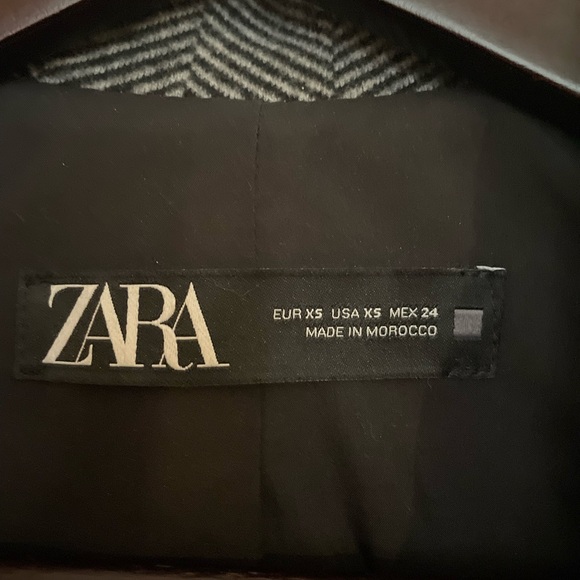 ZARA
EUR XS USA XS MEX 24
MADE IN MOROCCO